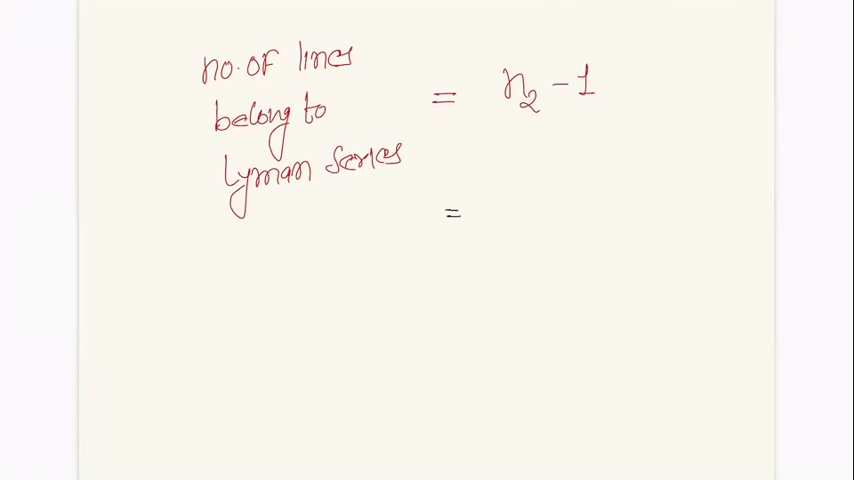 no. of lines
belong to = n₂ - 1
Lyman series
=